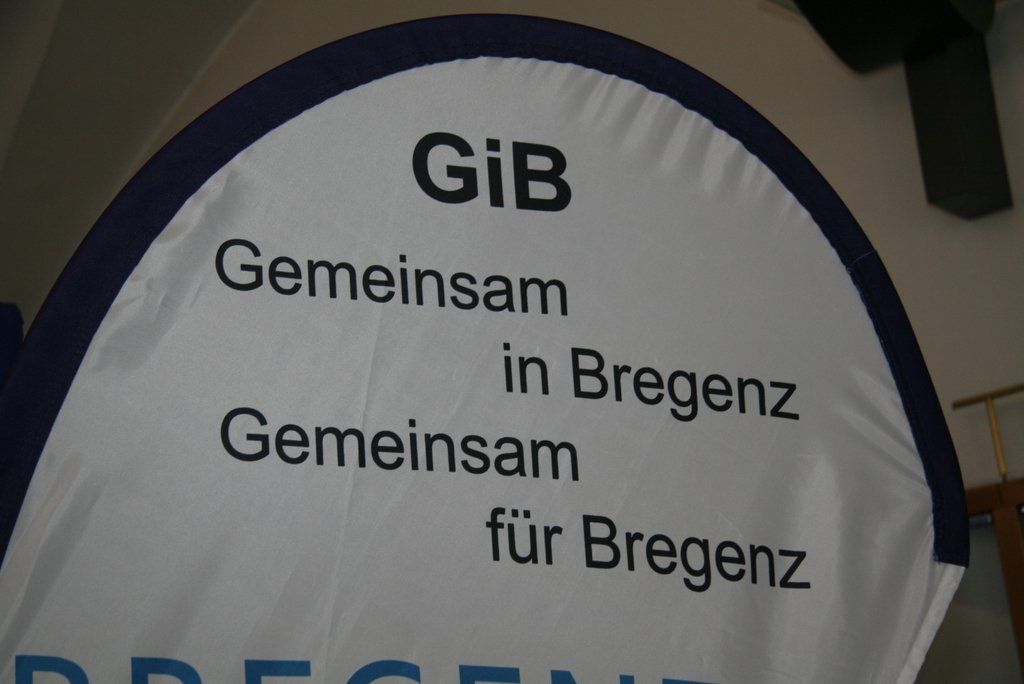 GiB
Gemeinsam
in Bregenz
Gemeinsam
für Bregenz